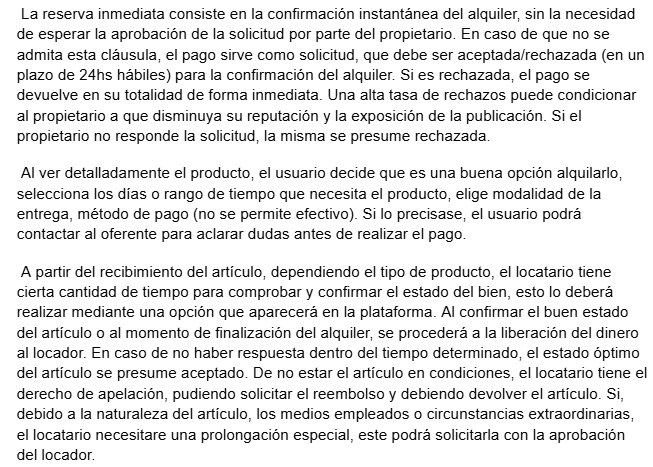 La reserva inmediata consiste en la confirmación instantánea del alquiler, sin la necesidad
de esperar la aprobación de la solicitud por parte del propietario. En caso de que no se
admita esta cláusula, el pago sirve como solicitud, que debe ser aceptada/rechazada (en un
plazo de 24hs hábiles) para la confirmación del alquiler. Si es rechazada, el pago se
devuelve en su totalidad de forma inmediata. Una alta tasa de rechazos puede condicionar
al propietario a que disminuya su reputación y la exposición de la publicación. Si el
propietario no responde la solicitud, la misma se presume rechazada.
Al ver detalladamente el producto, el usuario decide que es una buena opción alquilarlo,
selecciona los días o rango de tiempo que necesita el producto, elige modalidad de la
entrega, método de pago (no se permite efectivo). Si lo precisase, el usuario podrá
contactar al oferente para aclarar dudas antes de realizar el pago.
A partir del recibimiento del artículo, dependiendo el tipo de producto, el locatario tiene
cierta cantidad de tiempo para comprobar y confirmar el estado del bien, esto lo deberá
realizar mediante una opción que aparecerá en la plataforma. Al confirmar el buen estado
del artículo o al momento de finalización del alquiler, se procederá a la liberación del dinero
al locador. En caso de no haber respuesta dentro del tiempo determinado, el estado óptimo
del artículo se presume aceptado. De no estar el artículo en condiciones, el locatario tiene el
derecho de apelación, pudiendo solicitar el reembolso y debiendo devolver el artículo. Si,
debido a la naturaleza del artículo, los medios empleados o circunstancias extraordinarias,
el locatario necesitare una prolongación especial, este podrá solicitarla con la aprobación
del locador.